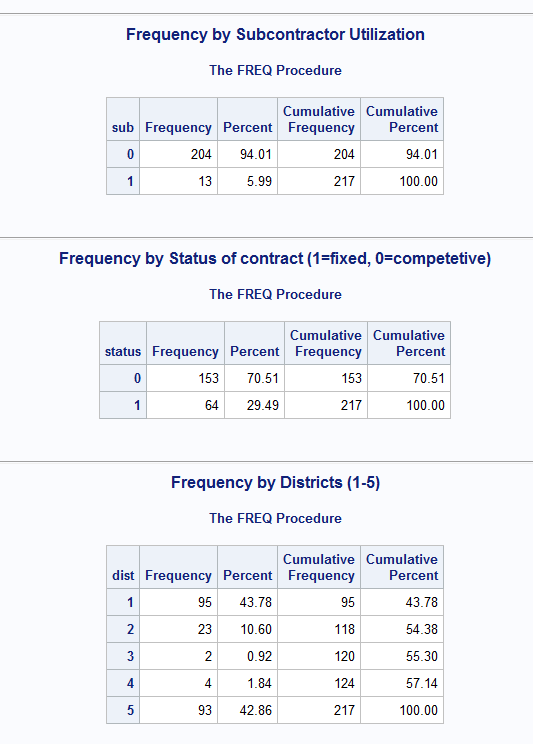 Frequency by Subcontractor Utilization
The FREQ Procedure
sub Frequency Percent Cumulative Frequency Cumulative Percent
0 204 94.01 204 94.01
1 13 5.99 217 100.00
Frequency by Status of contract (1=fixed, 0=competetive)
The FREQ Procedure
status Frequency Percent Cumulative Frequency Cumulative Percent
0 153 70.51 153 70.51
1 64 29.49 217 100.00
Frequency by Districts (1-5)
The FREQ Procedure
dist Frequency Percent Cumulative Frequency Cumulative Percent
1 95 43.78 95 43.78
2 23 10.60 118 54.38
3 2 0.92 120 55.30
4 4 1.84 124 57.14
5 93 42.86 217 100.00